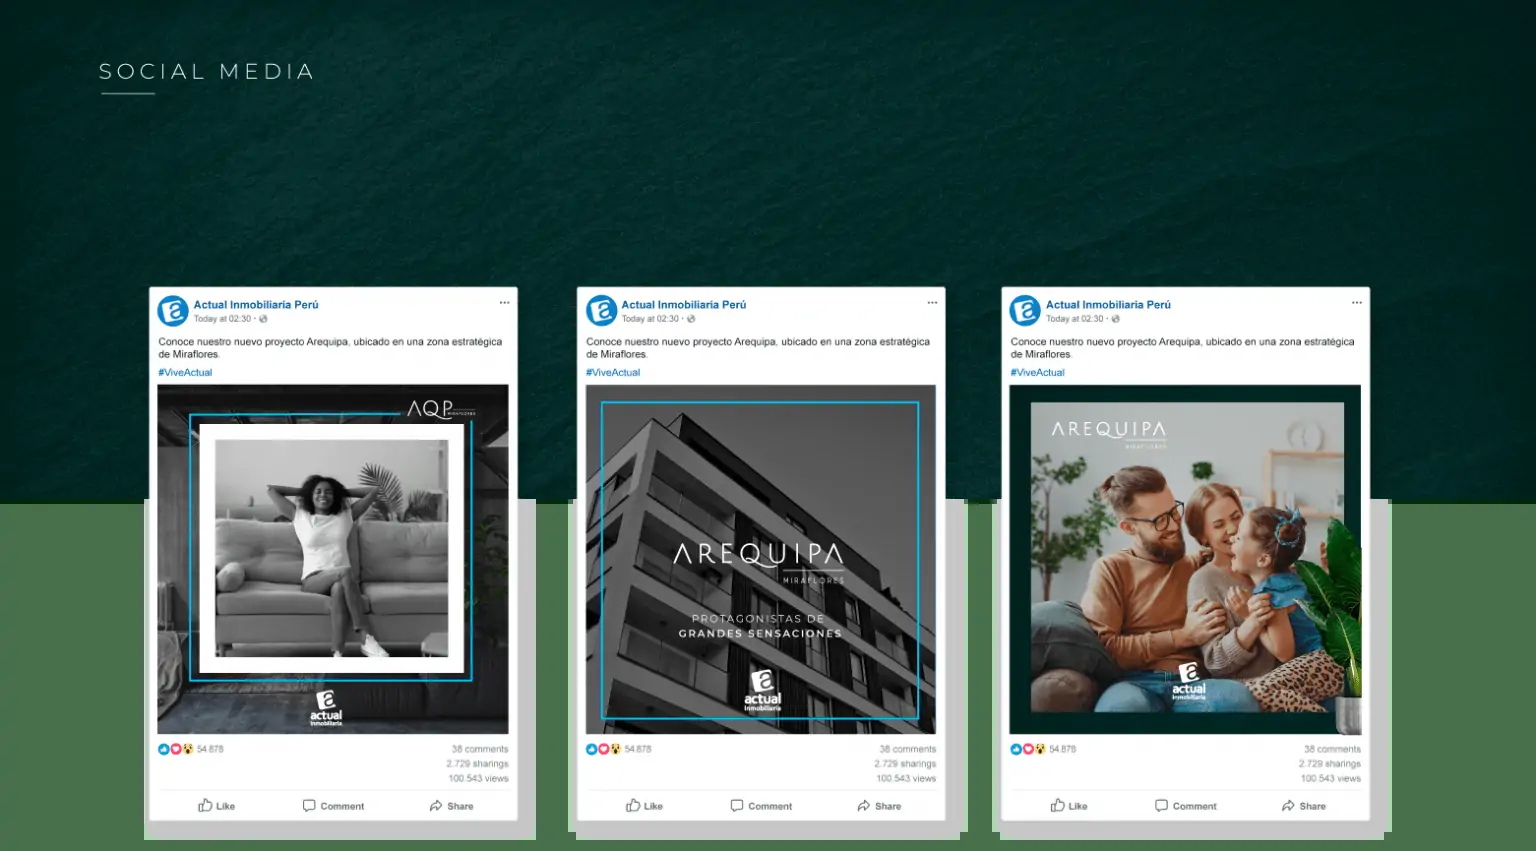 SOCIAL MEDIA
Actual Inmobiliaria Perú
Today at 02:30 ·
Conoce nuestro nuevo proyecto Arequipa, ubicado en una zona estratégica
de Miraflores.
#ViveActual
AQP
MIRAFLORES
actual
inmobiliaria
54.878
38 comments
2.729 sharings
100.543 views
Like
Comment
Share
Actual Inmobiliaria Perú
Today at 02:30 ·
Conoce nuestro nuevo proyecto Arequipa, ubicado en una zona estratégica
de Miraflores.
#ViveActual
AREQUIPA
MIRAFLORES
PROTAGONISTAS DE
GRANDES SENSACIONES
actual
inmobiliaria
54.878
38 comments
2.729 sharings
100.543 views
Like
Comment
Share
Actual Inmobiliaria Perú
Today at 02:30 ·
Conoce nuestro nuevo proyecto Arequipa, ubicado en una zona estratégica
de Miraflores.
#ViveActual
AREQUIPA
MIRAFLORES
actual
inmobiliaria
54.878
38 comments
2.729 sharings
100.543 views
Like
Comment
Share